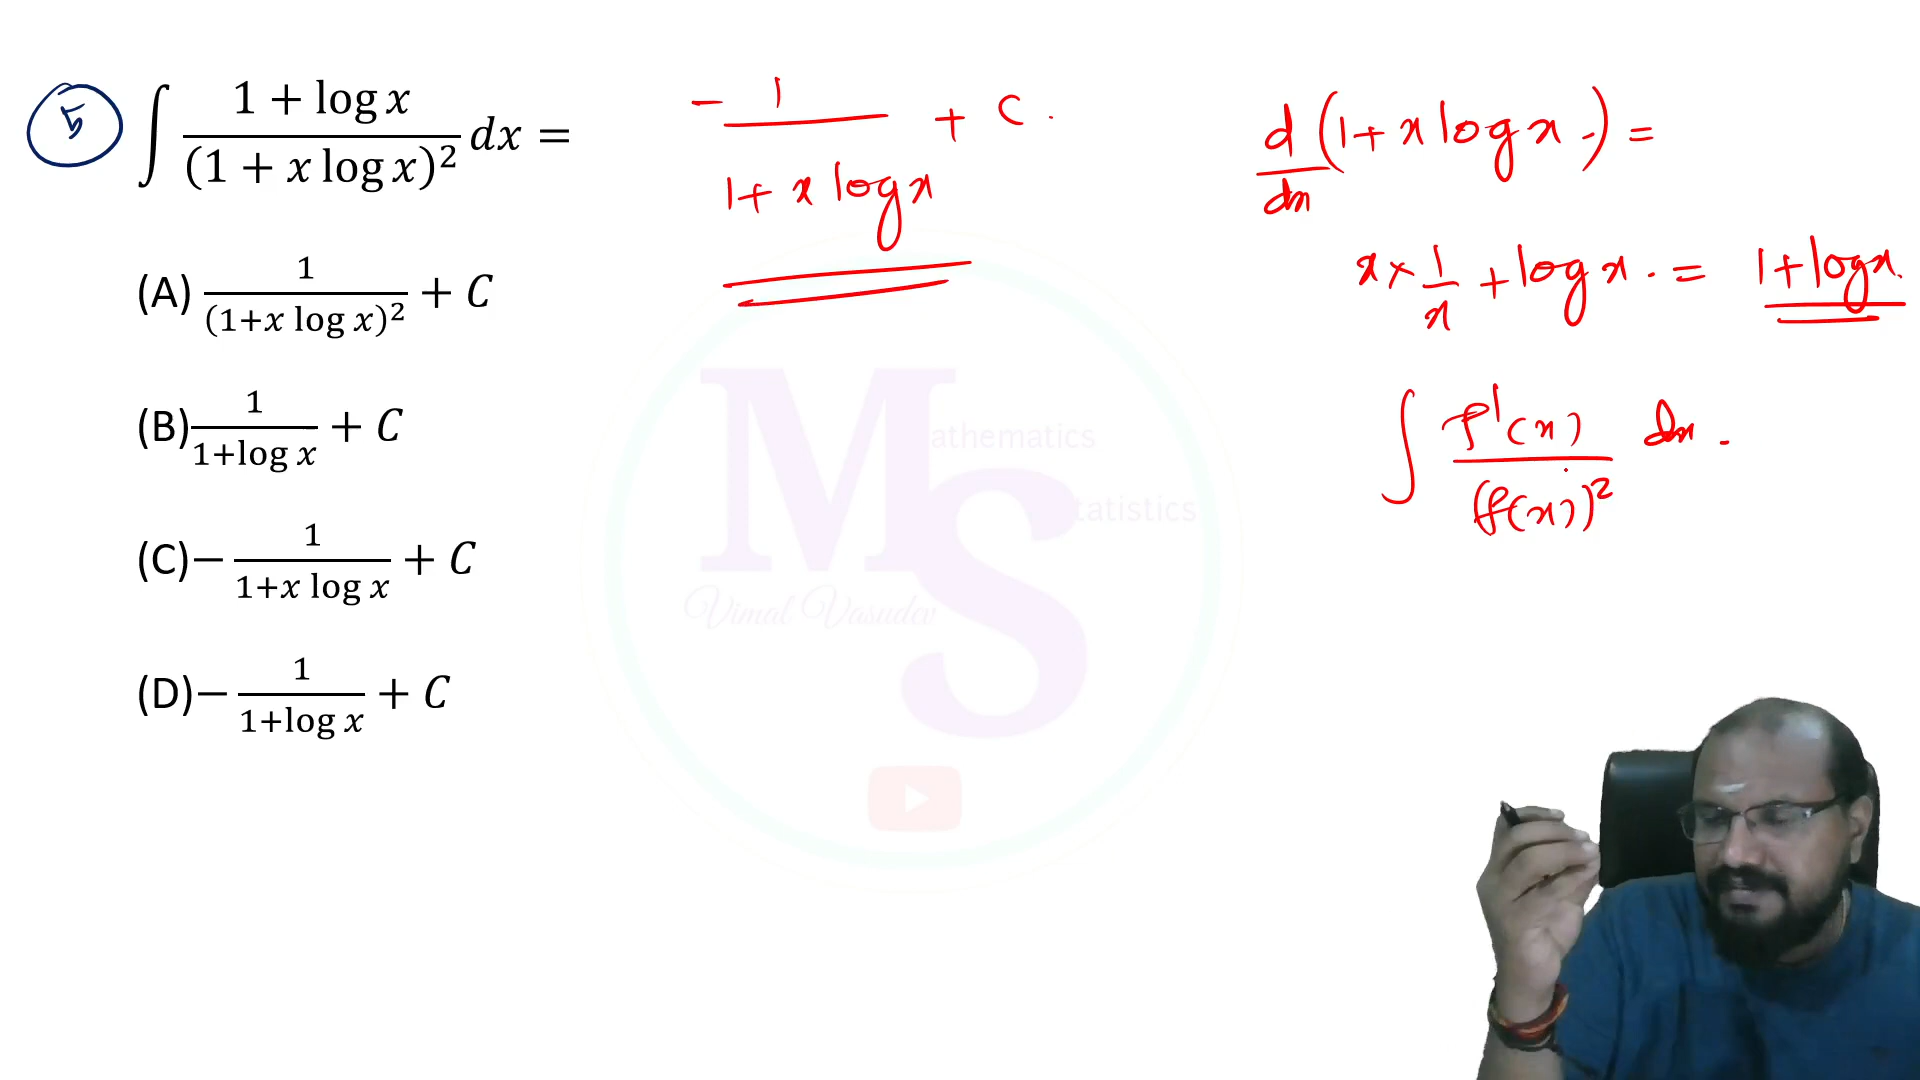 5
∫ (1 + log x)/(1 + x log x)² dx =
(A) 1/(1+x log x)² + C
(B) 1/(1+log x) + C
(C) − 1/(1+x log x) + C
(D) − 1/(1+log x) + C
− 1/(1 + x log x) + C .
d/dx (1 + x log x .) =
x × 1/x + log x . = 1 + log x .
∫ f'(x)/(f(x))² dx .
M athematics
S tatistics
Vimal Vasudev